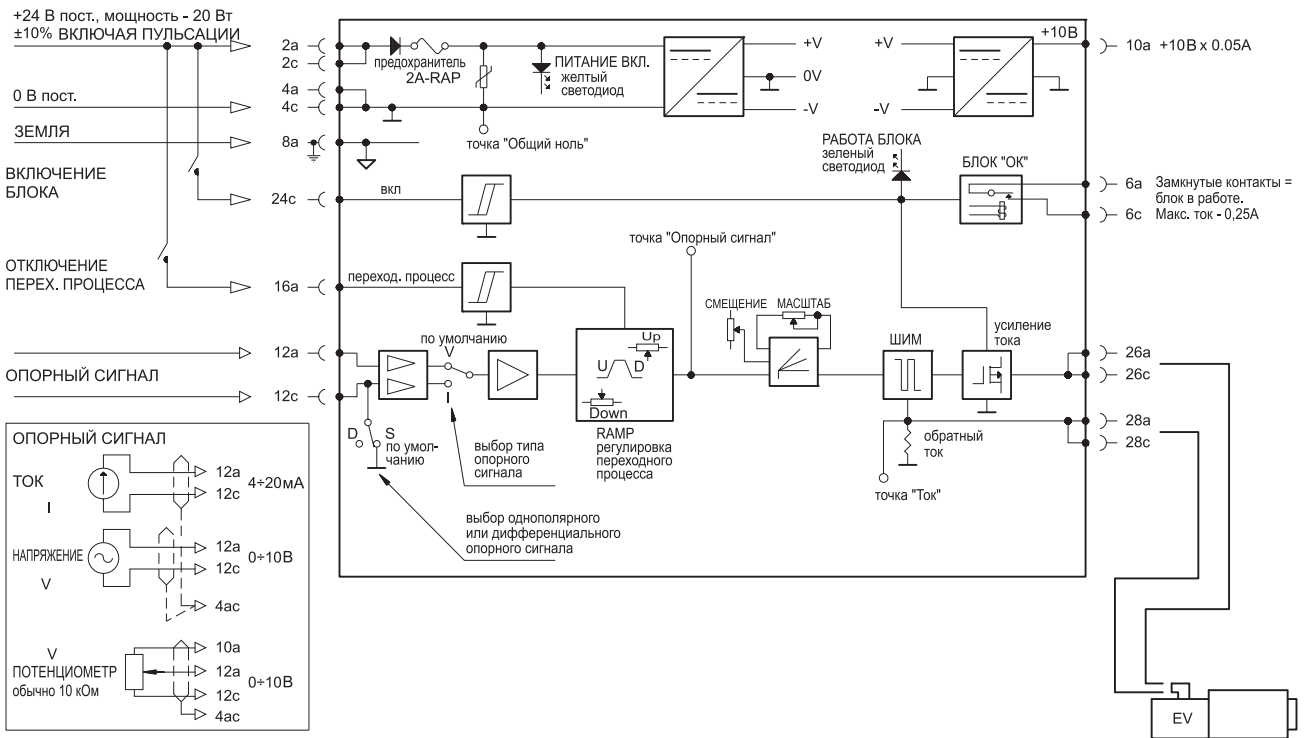 +24 В пост., мощность - 20 Вт
±10% ВКЛЮЧАЯ ПУЛЬСАЦИИ
0 В пост.
ЗЕМЛЯ
ВКЛЮЧЕНИЕ
БЛОКА
ОТКЛЮЧЕНИЕ
ПЕРЕХ. ПРОЦЕССА
ОПОРНЫЙ СИГНАЛ
2a
2c
4a
4c
8a
24c
16a
12a
12c
предохранитель
2A-RAP
ПИТАНИЕ ВКЛ.
желтый
светодиод
точка "Общий ноль"
+V
0V
-V
+V
-V
+10В
10a +10В x 0.05А
РАБОТА БЛОКА
зеленый
светодиод
БЛОК "ОК"
6a
6c
Замкнутые контакты =
блок в работе.
Макс. ток - 0,25А
вкл
переход. процесс
точка "Опорный сигнал"
СМЕЩЕНИЕ
МАСШТАБ
по умолчанию
V
I
Up
U
D
Down
RAMP
регулировка
переходного
процесса
ШИМ
усиление
тока
26a
26c
28a
28c
обратный
ток
точка "Ток"
D
S
по умол-
чанию
выбор типа
опорного
сигнала
выбор однополярного
или дифференциального
опорного сигнала
ОПОРНЫЙ СИГНАЛ
ТОК
I
12a
12c
4÷20мА
НАПРЯЖЕНИЕ
V
12a
12c
0÷10В
4ac
V
ПОТЕНЦИОМЕТР
обычно 10 кОм
10a
12a
12c
0÷10В
4ac
EV